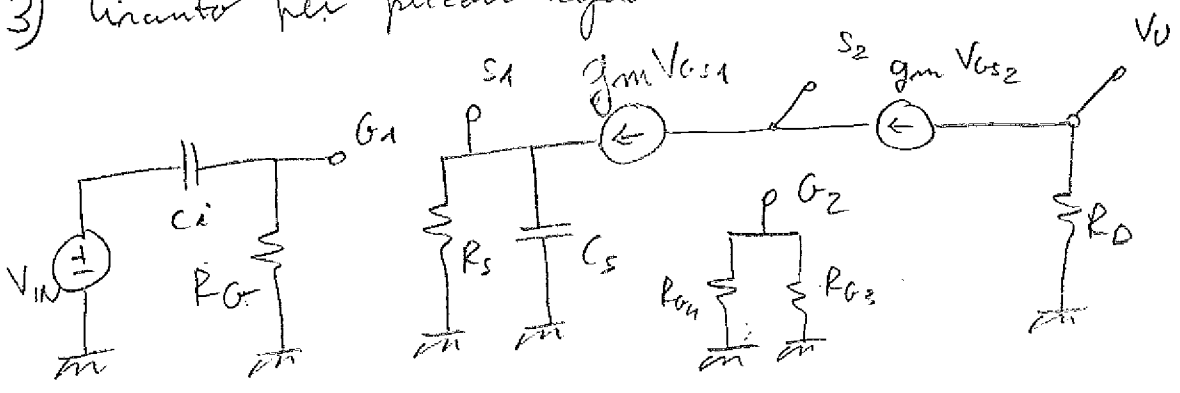 3) Circuito per piccolo segnale
VU
S1
gm VGS1
S2
gm VGS2
G1
Ci
VIN
RG
RS
CS
G2
RG4
RG3
RD